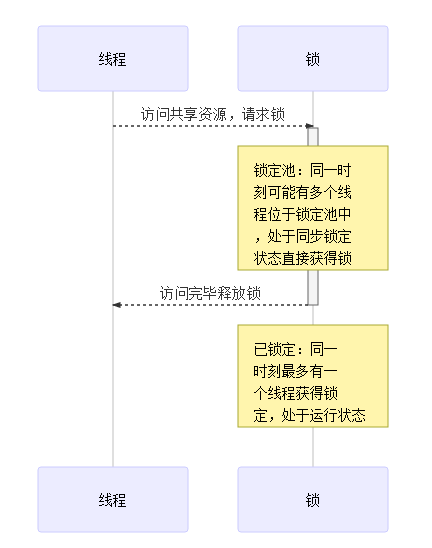 线程
锁
访问共享资源，请求锁
锁定池：同一时
刻可能有多个线
程位于锁定池中
，处于同步锁定
状态直接获得锁
访问完毕释放锁
已锁定：同一
时刻最多有一
个线程获得锁
定，处于运行状态
线程
锁